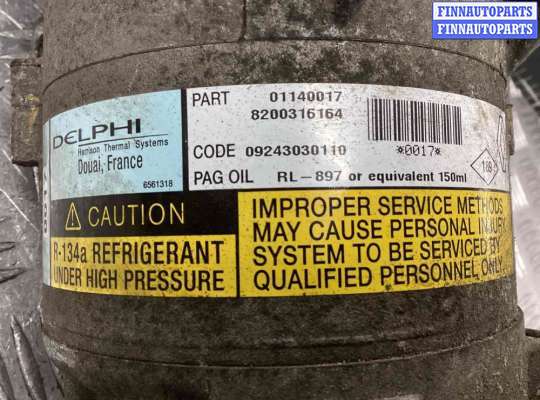 FINNAUTOPARTS
FINNAUTOPARTS
DELPHI
Harrison Thermal Systems
Douai, France
6561318
PART 01140017
8200316164
CODE 09243030110
*0017*
PAG OIL RL-897 or equivalent 150ml
CAUTION
R-134a REFRIGERANT
UNDER HIGH PRESSURE
IMPROPER SERVICE METHODS
MAY CAUSE PERSONAL INJURY
SYSTEM TO BE SERVICED BY
QUALIFIED PERSONNEL ONLY.